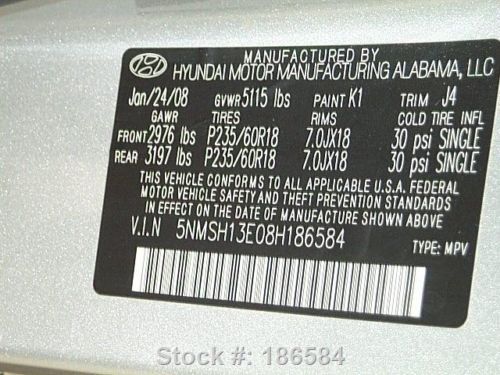 MANUFACTURED BY
HYUNDAI MOTOR MANUFACTURING ALABAMA, LLC
Jan/24/08 GVWR 5115 lbs PAINT K1 TRIM J4
GAWR TIRES RIMS COLD TIRE INFL
FRONT 2976 lbs P235/60R18 7.0JX18 30 psi SINGLE
REAR 3197 lbs P235/60R18 7.0JX18 30 psi SINGLE
THIS VEHICLE CONFORMS TO ALL APPLICABLE U.S.A. FEDERAL
MOTOR VEHICLE SAFETY AND THEFT PREVENTION STANDARDS
IN EFFECT ON THE DATE OF MANUFACTURE SHOWN ABOVE
V.I.N 5NMSH13E08H186584
TYPE: MPV
Stock #: 186584